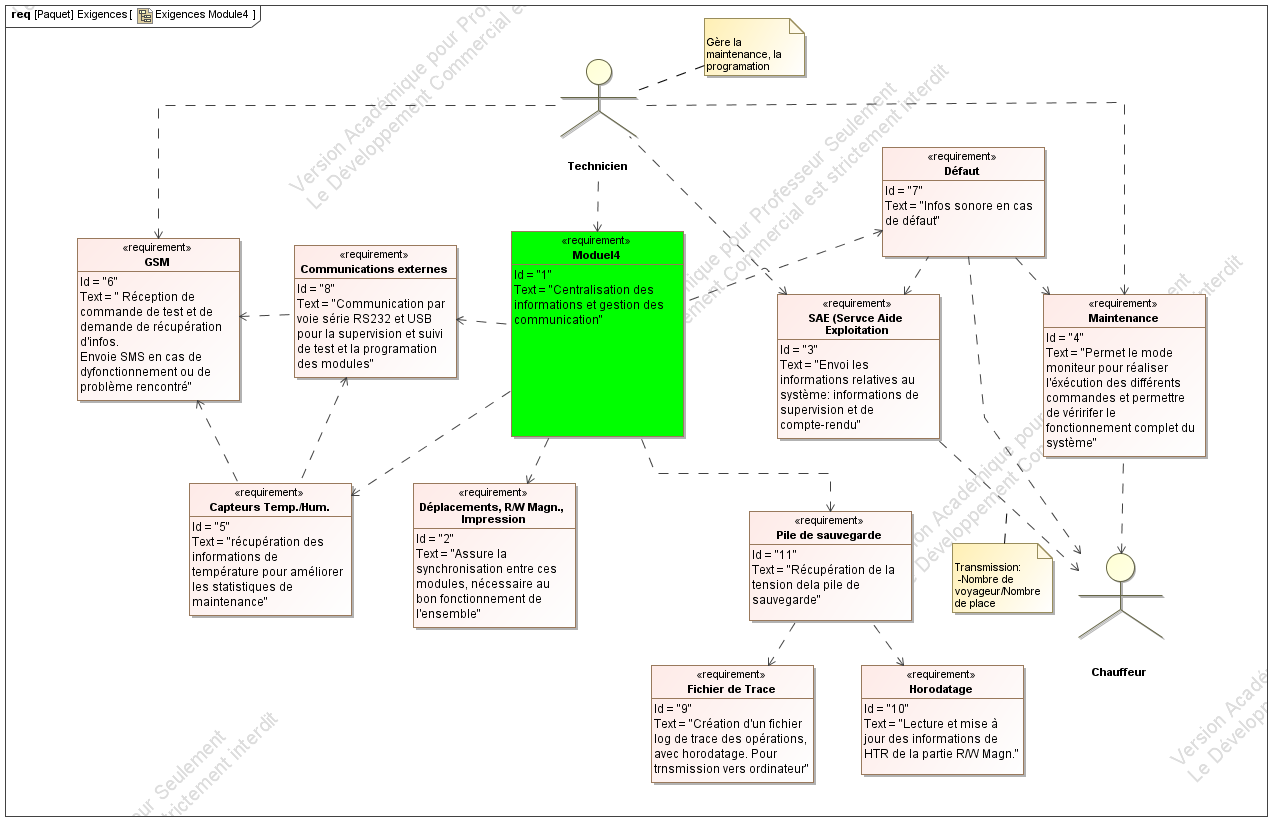 req [Paquet] Exigences [ Exigences Module4 ]
Gère la
maintenance, la
programation
Technicien
«requirement»
Défaut
Id = "7"
Text = "Infos sonore en cas
de défaut"
«requirement»
GSM
Id = "6"
Text = " Réception de
commande de test et de
demande de récupération
d'infos.
Envoie SMS en cas de
dyfonctionnement ou de
problème rencontré"
«requirement»
Communications externes
Id = "8"
Text = "Communication par
voie série RS232 et USB
pour la supervision et suivi
de test et la programation
des modules"
«requirement»
Moduel4
Id = "1"
Text = "Centralisation des
informations et gestion des
communication"
«requirement»
SAE (Servce Aide
Exploitation
Id = "3"
Text = "Envoi les
informations relatives au
système: informations de
supervision et de
compte-rendu"
«requirement»
Maintenance
Id = "4"
Text = "Permet le mode
moniteur pour réaliser
l'éxécution des différents
commandes et permettre
de véririfer le
fonctionnement complet du
système"
«requirement»
Capteurs Temp./Hum.
Id = "5"
Text = "récupération des
informations de
température pour améliorer
les statistiques de
maintenance"
«requirement»
Déplacements, R/W Magn.,
Impression
Id = "2"
Text = "Assure la
synchronisation entre ces
modules, nécessaire au
bon fonctionnement de
l'ensemble"
«requirement»
Pile de sauvegarde
Id = "11"
Text = "Récupération de la
tension dela pile de
sauvegarde"
Transmission:
-Nombre de
voyageur/Nombre
de place
Chauffeur
«requirement»
Fichier de Trace
Id = "9"
Text = "Création d'un fichier
log de trace des opérations,
avec horodatage. Pour
trnsmission vers ordinateur"
«requirement»
Horodatage
Id = "10"
Text = "Lecture et mise à
jour des informations de
HTR de la partie R/W Magn."
Version Académique pour Professeur Seulement
Le Développement Commercial est strictement interdit